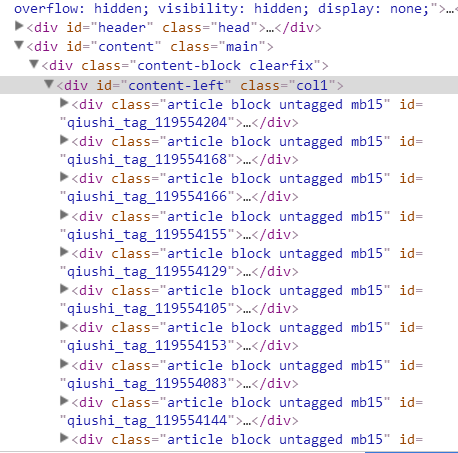 overflow: hidden; visibility: hidden; display: none;">…<
<div id="header" class="head">…</div>
<div id="content" class="main">
<div class="content-block clearfix">
<div id="content-left" class="col1">
<div class="article block untagged mb15" id=
"qiushi_tag_119554204">…</div>
<div class="article block untagged mb15" id=
"qiushi_tag_119554168">…</div>
<div class="article block untagged mb15" id=
"qiushi_tag_119554166">…</div>
<div class="article block untagged mb15" id=
"qiushi_tag_119554155">…</div>
<div class="article block untagged mb15" id=
"qiushi_tag_119554129">…</div>
<div class="article block untagged mb15" id=
"qiushi_tag_119554105">…</div>
<div class="article block untagged mb15" id=
"qiushi_tag_119554153">…</div>
<div class="article block untagged mb15" id=
"qiushi_tag_119554083">…</div>
<div class="article block untagged mb15" id=
"qiushi_tag_119554144">…</div>
<div class="article block untagged mb15" id=